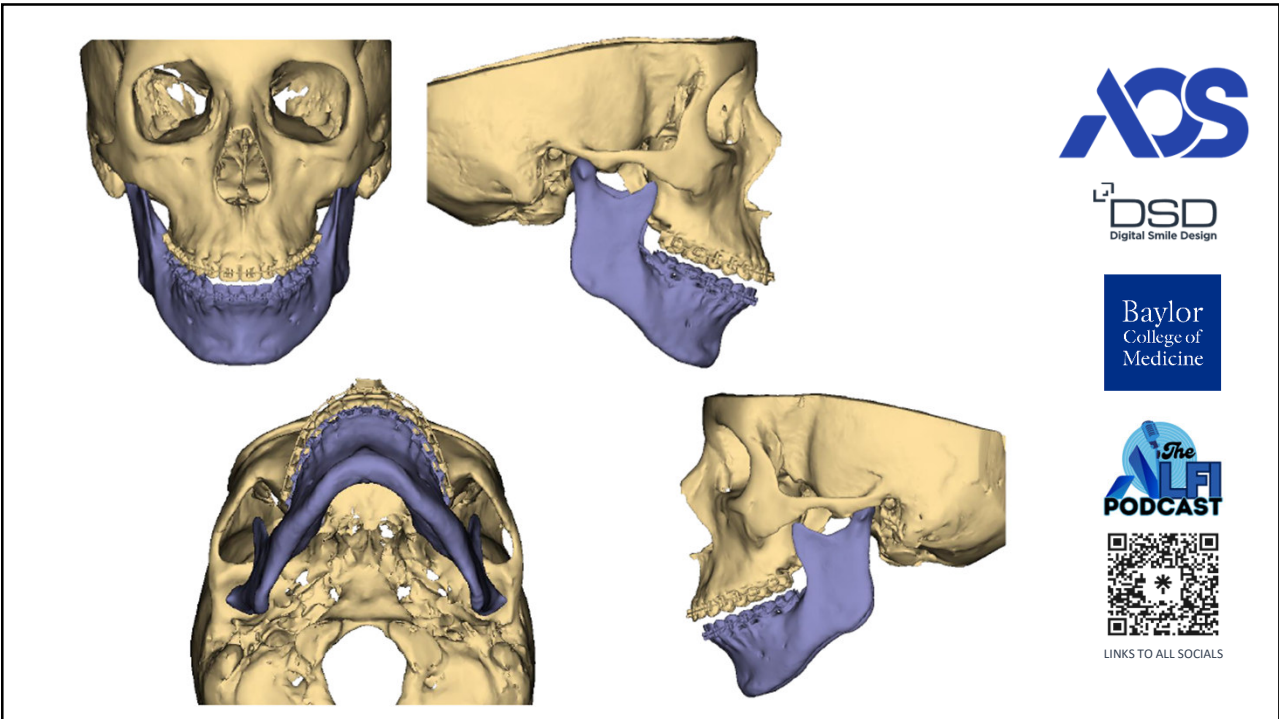 AOS
DSD
Digital Smile Design
Baylor
College of
Medicine
The
ALFI
PODCAST
LINKS TO ALL SOCIALS